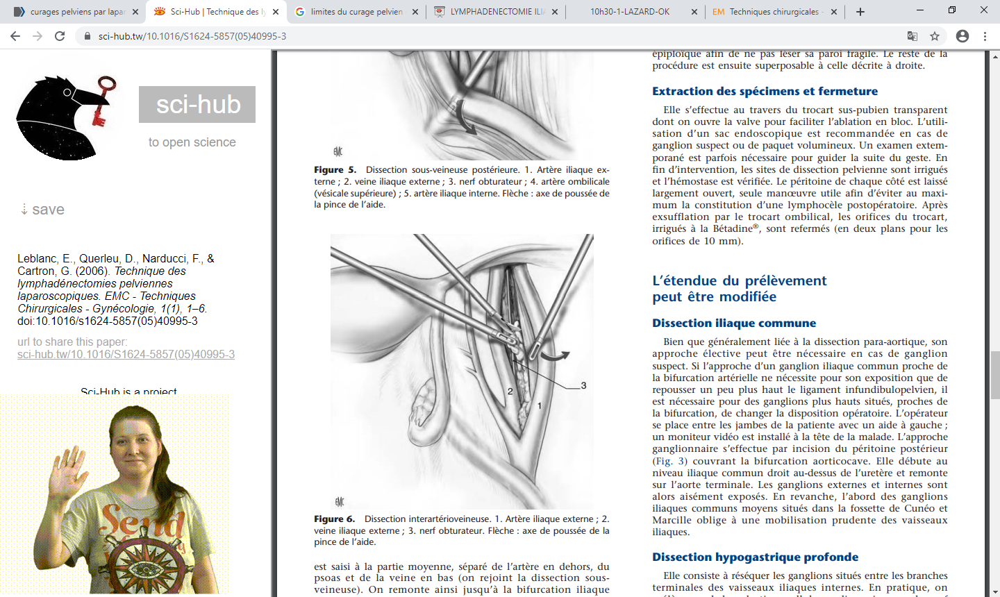 curages pelviens par lapar
Sci-Hub | Technique des ly
limites du curage pelvien
LYMPHADENECTOMIE ILIA
10h30-1-LAZARD-OK
EM Techniques chirurgicales -
sci-hub.tw/10.1016/S1624-5857(05)40995-3
sci-hub
to open science
⇣ save
Leblanc, E., Querleu, D., Narducci, F., &
Cartron, G. (2006). Technique des
lymphadénectomies pelviennes
laparoscopiques. EMC - Techniques
Chirurgicales - Gynécologie, 1(1), 1–6.
doi:10.1016/s1624-5857(05)40995-3
url to share this paper:
sci-hub.tw/10.1016/S1624-5857(05)40995-3
Sci-Hub is a project
Send
EMC
Figure 5. Dissection sous-veineuse postérieure. 1. Artère iliaque ex-
terne ; 2. veine iliaque externe ; 3. nerf obturateur ; 4. artère ombilicale
(vésicale supérieure) ; 5. artère iliaque interne. Flèche : axe de poussée de
la pince de l'aide.
3
2
1
EMC
Figure 6. Dissection interartérioveineuse. 1. Artère iliaque externe ; 2.
veine iliaque externe ; 3. nerf obturateur. Flèche : axe de poussée de la
pince de l'aide.
est saisi à la partie moyenne, séparé de l'artère en dehors, du
psoas et de la veine en bas (on rejoint la dissection sous-
veineuse). On remonte ainsi jusqu'à la bifurcation iliaque
épiploïque afin de ne pas léser sa paroi fragile. Le reste de la
procédure est ensuite superposable à celle décrite à droite.
Extraction des spécimens et fermeture
Elle s'effectue au travers du trocart sus-pubien transparent
dont on ouvre la valve pour faciliter l'ablation en bloc. L'utili-
sation d'un sac endoscopique est recommandée en cas de
ganglion suspect ou de paquet volumineux. Un examen extem-
porané est parfois nécessaire pour guider la suite du geste. En
fin d'intervention, les sites de dissection pelvienne sont irrigués
et l'hémostase est vérifiée. Le péritoine de chaque côté est laissé
largement ouvert, seule manœuvre utile afin d'éviter au maxi-
mum la constitution d'une lymphocèle postopératoire. Après
exsufflation par le trocart ombilical, les orifices du trocart,
irrigués à la Bétadine®, sont refermés (en deux plans pour les
orifices de 10 mm).
L'étendue du prélèvement
peut être modifiée
Dissection iliaque commune
Bien que généralement liée à la dissection para-aortique, son
approche élective peut être nécessaire en cas de ganglion
suspect. Si l'approche d'un ganglion iliaque commun proche de
la bifurcation artérielle ne nécessite pour son exposition que de
repousser un peu plus haut le ligament infundibulopelvien, il
est nécessaire pour des ganglions plus hauts situés, proches de
la bifurcation, de changer la disposition opératoire. L'opérateur
se place entre les jambes de la patiente avec un aide à gauche ;
un moniteur vidéo est installé à la tête de la malade. L'approche
ganglionnaire s'effectue par incision du péritoine postérieur
(Fig. 3) couvrant la bifurcation aorticocave. Elle débute au
niveau iliaque commun droit au-dessus de l'uretère et remonte
sur l'aorte terminale. Les ganglions externes et internes sont
alors aisément exposés. En revanche, l'abord des ganglions
iliaques communs moyens situés dans la fossette de Cunéo et
Marcille oblige à une mobilisation prudente des vaisseaux
iliaques.
Dissection hypogastrique profonde
Elle consiste à réséquer les ganglions situés entre les branches
terminales des vaisseaux iliaques internes. En pratique, on